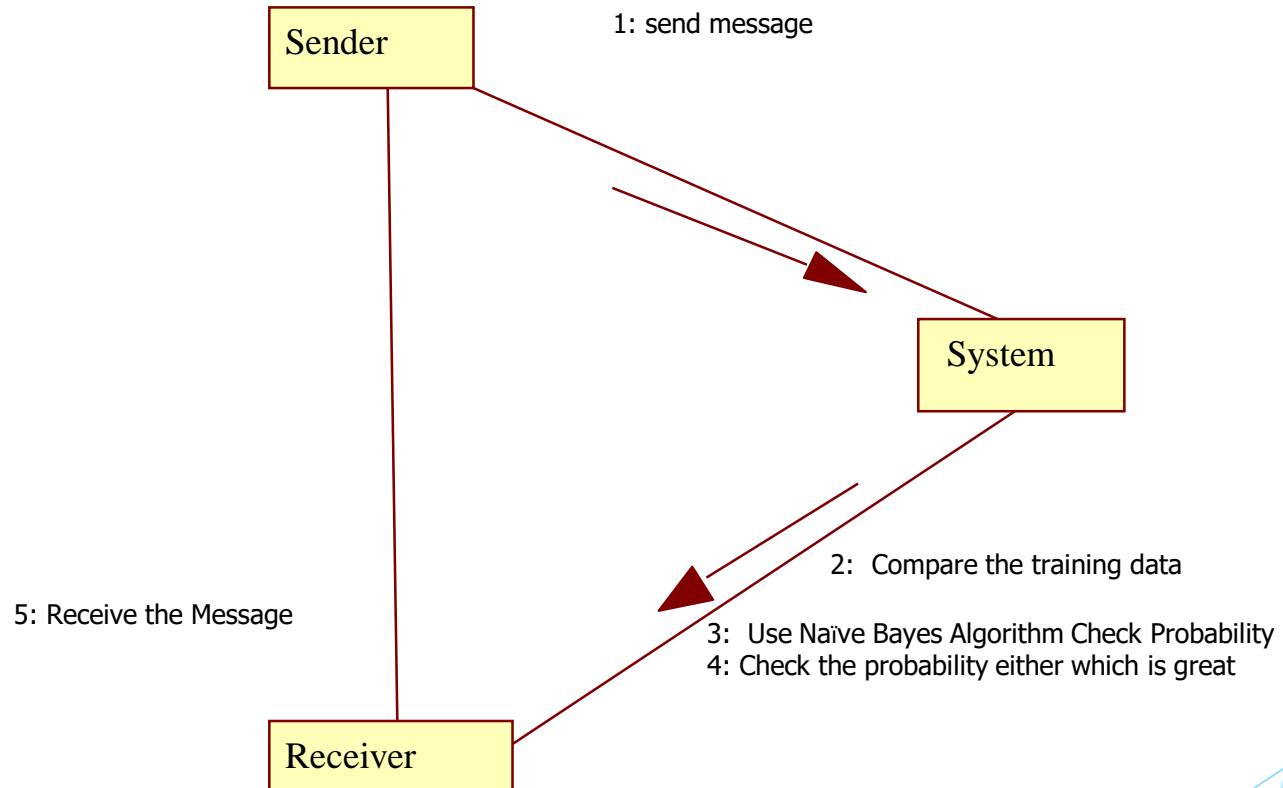 Sender
1: send message
System
2: Compare the training data
5: Receive the Message
3: Use Naïve Bayes Algorithm Check Probability
4: Check the probability either which is great
Receiver